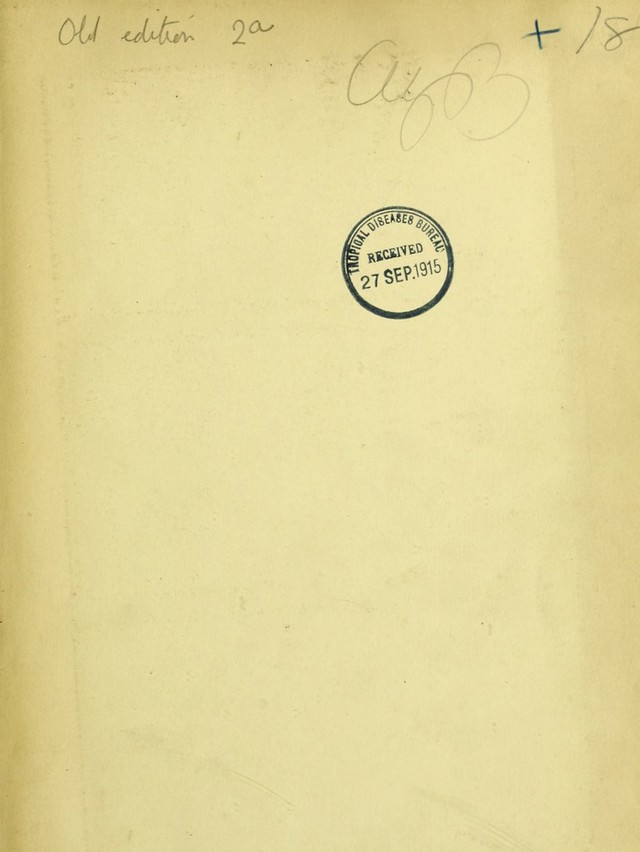 Old edition 2a + 18
TROPICAL DISEASES BUREAU
RECEIVED
27 SEP.1915